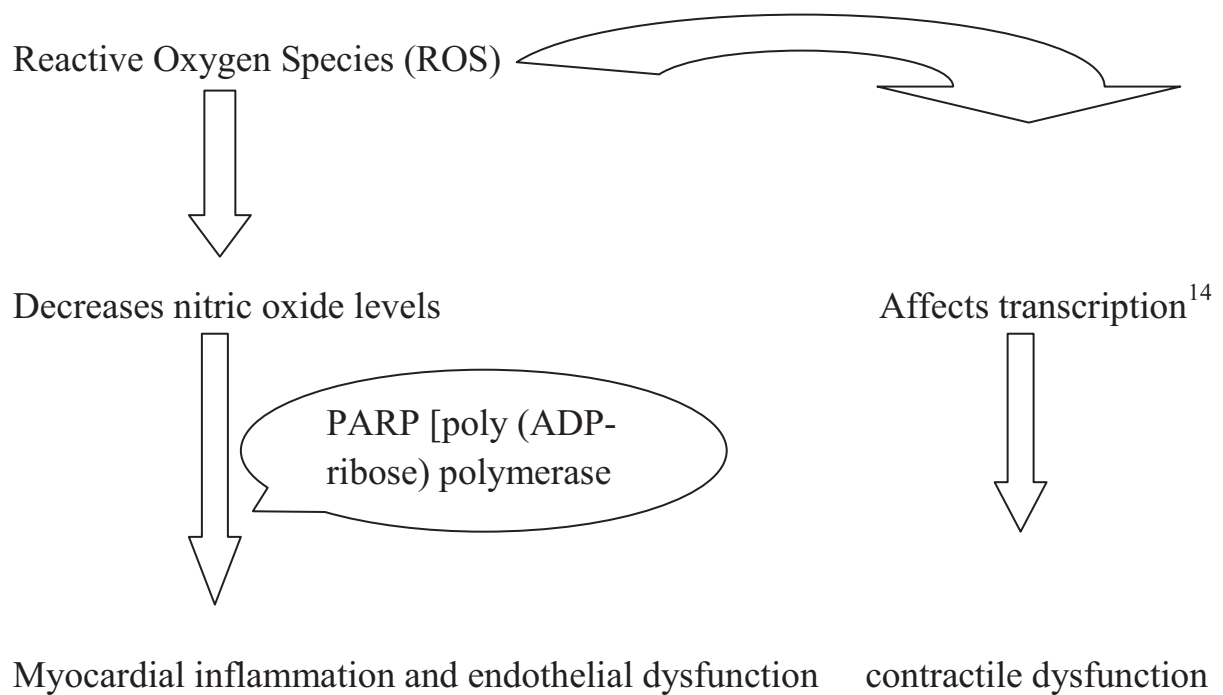 Reactive Oxygen Species (ROS)
Decreases nitric oxide levels
Affects transcription14
PARP [poly (ADP-
ribose) polymerase
Myocardial inflammation and endothelial dysfunction
contractile dysfunction